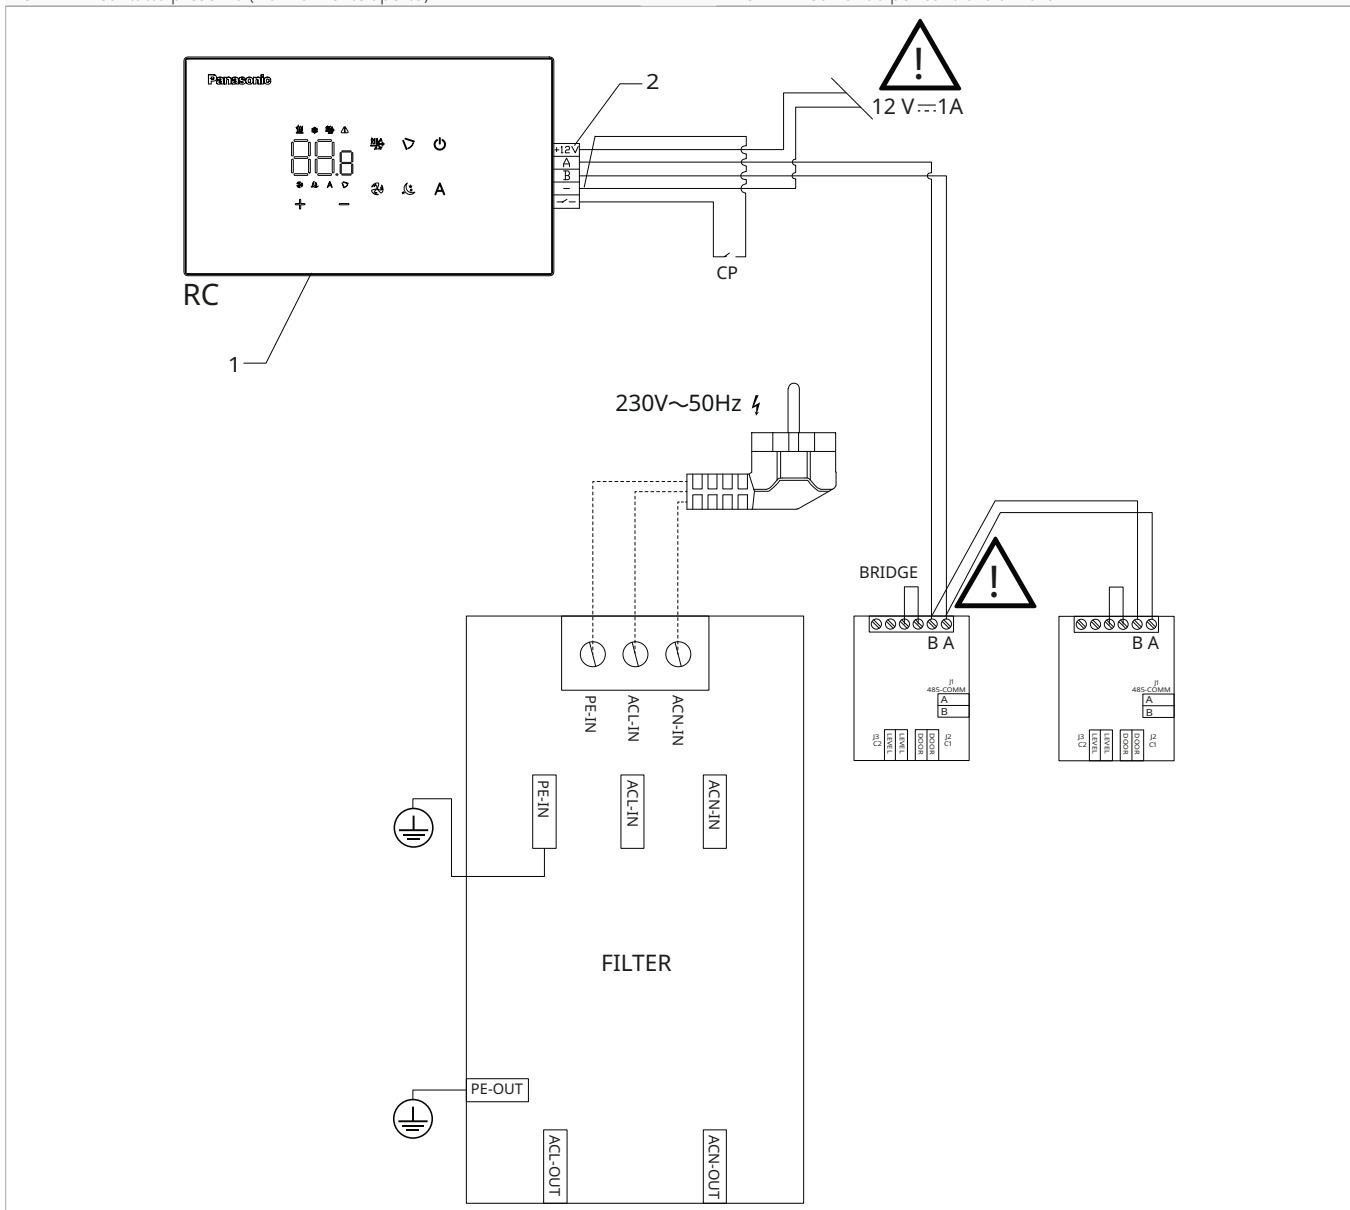 Panasonic
2
12 V⎓1A
+12V
A
B
−
CP
RC
1
A
+ −
230V~50Hz
BRIDGE
B A
B A
J1
485-COMM
A
B
J3
C2
LEVEL
LEVEL
DOOR
DOOR
J2
C1
J1
485-COMM
A
B
J3
C2
LEVEL
LEVEL
DOOR
DOOR
J2
C1
PE-IN
ACL-IN
ACN-IN
PE-IN
ACL-IN
ACN-IN
FILTER
PE-OUT
ACL-OUT
ACN-OUT